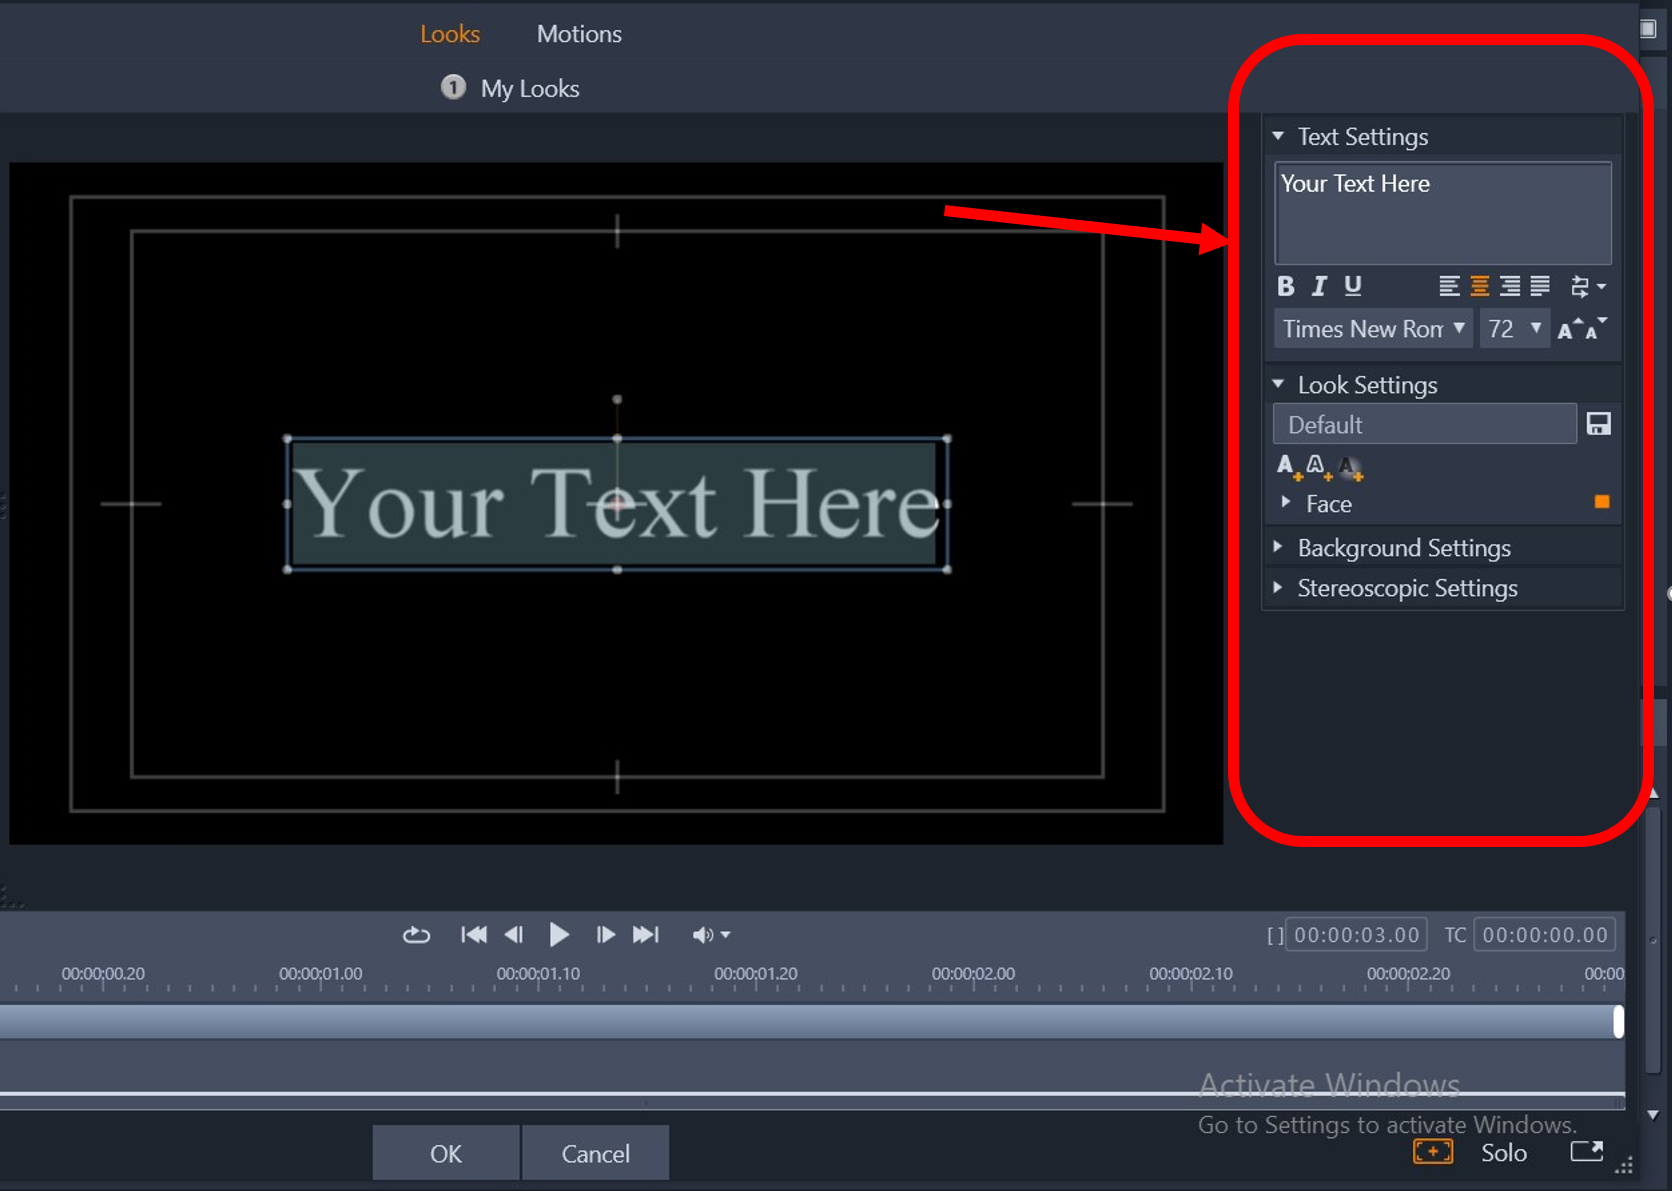 Looks Motions
1 My Looks
Text Settings
Your Text Here
B I U
Times New Rom 72 A A
Look Settings
Default
A A A
Face
Background Settings
Stereoscopic Settings
Your Text Here
[ ] 00:00:03.00 TC 00:00:00.00
00:00:00.20 00:00:01.00 00:00:01.10 00:00:01.20 00:00:02.00 00:00:02.10 00:00:02.20 00:00
Activate Windows
Go to Settings to activate Windows.
OK Cancel Solo